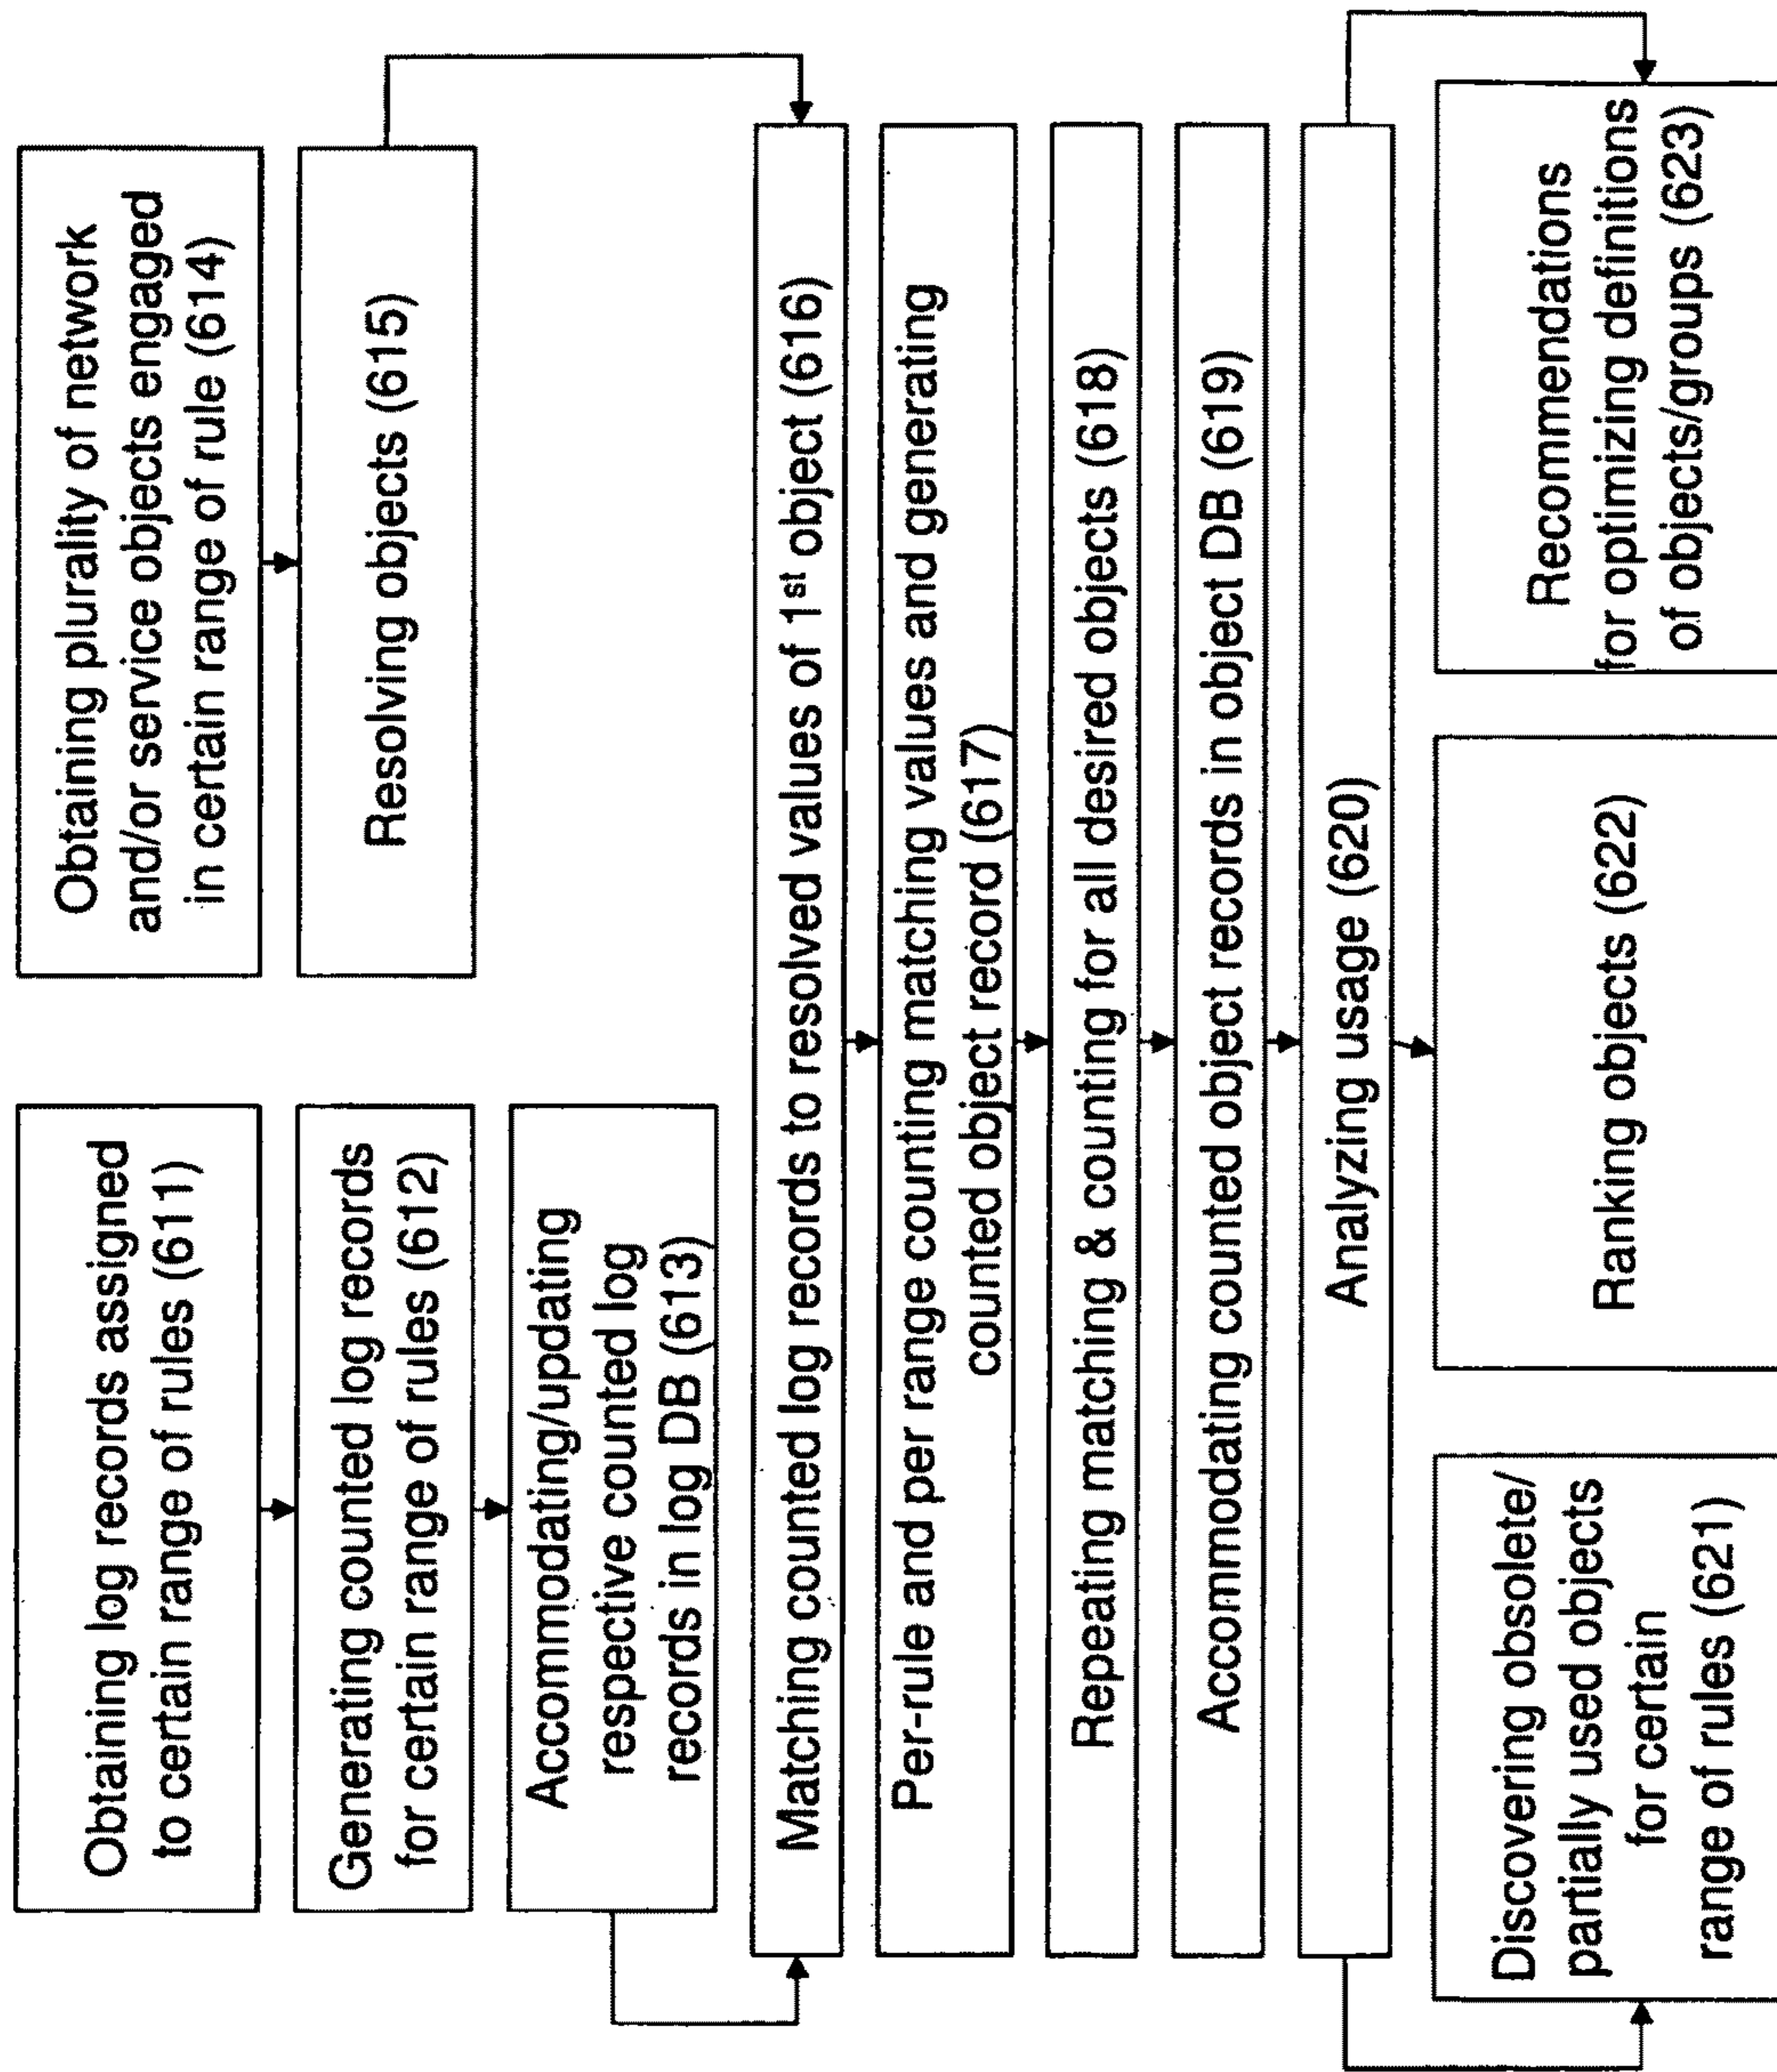 Obtaining log records assigned
to certain range of rules (611)
Generating counted log records
for certain range of rules (612)
Accommodating/updating
respective counted log
records in log DB (613)
Obtaining plurality of network
and/or service objects engaged
in certain range of rule (614)
Resolving objects (615)
Matching counted log records to resolved values of 1st object (616)
Per-rule and per range counting matching values and generating
counted object record (617)
Repeating matching & counting for all desired objects (618)
Accommodating counted object records in object DB (619)
Analyzing usage (620)
Discovering obsolete/
partially used objects
for certain
range of rules (621)
Ranking objects (622)
Recommendations
for optimizing definitions
of objects/groups (623)